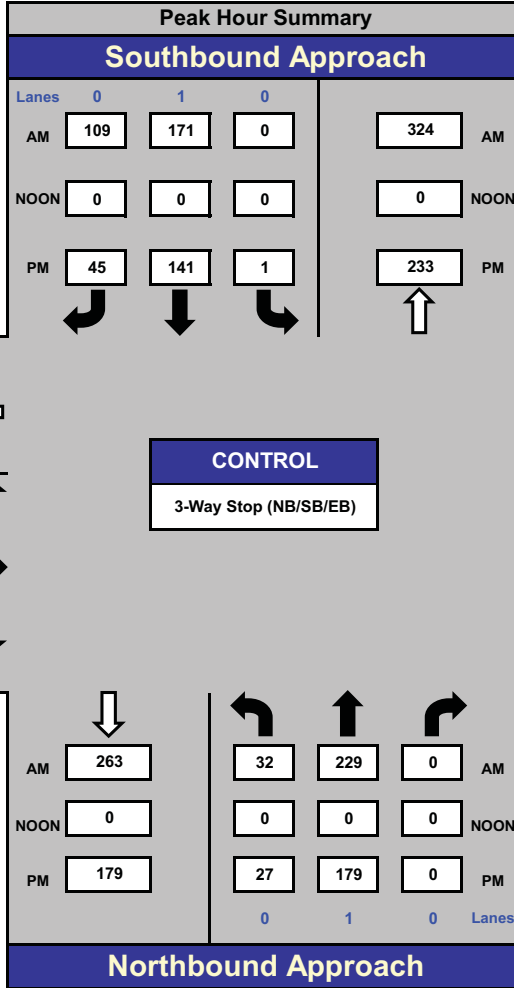 Peak Hour Summary
Southbound Approach
Lanes 0 1 0
AM 109 171 0 324 AM
NOON 0 0 0 0 NOON
PM 45 141 1 233 PM
CONTROL
3-Way Stop (NB/SB/EB)
AM 263 32 229 0 AM
NOON 0 0 0 0 NOON
PM 179 27 179 0 PM
0 1 0 Lanes
Northbound Approach